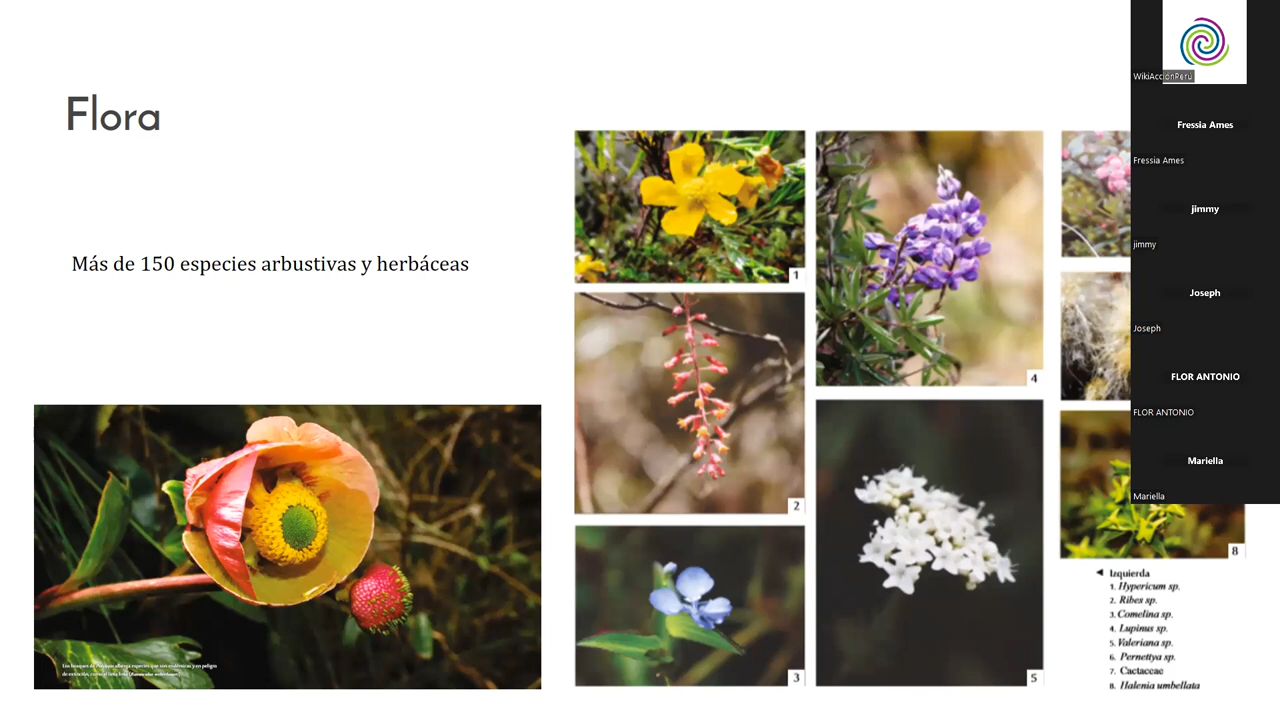 Flora
Más de 150 especies arbustivas y herbáceas
1
2
3
4
5
8
◄ Izquierda
1. Hypericum sp.
2. Ribes sp.
3. Comelina sp.
4. Lupinus sp.
5. Valeriana sp.
6. Pernettya sp.
7. Cactaceae
8. Halenia umbellata
WikiAcciónPerú
Fressia Ames
Fressia Ames
jimmy
jimmy
Joseph
Joseph
FLOR ANTONIO
FLOR ANTONIO
Mariella
Mariella